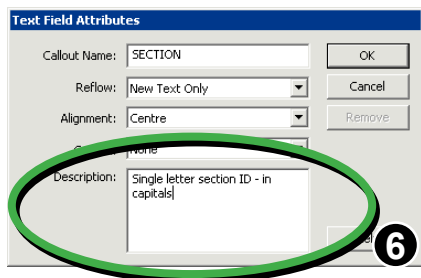 Text Field Attributes
Callout Name: SECTION OK
Reflow: New Text Only Cancel
Alignment: Centre Remove
None
Description: Single letter section ID - in
capitals
6